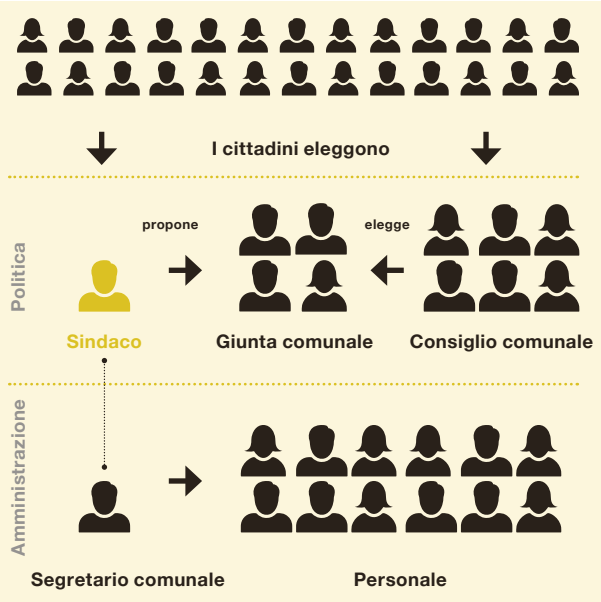 I cittadini eleggono
propone
elegge
Politica
Sindaco
Giunta comunale
Consiglio comunale
Amministrazione
Segretario comunale
Personale